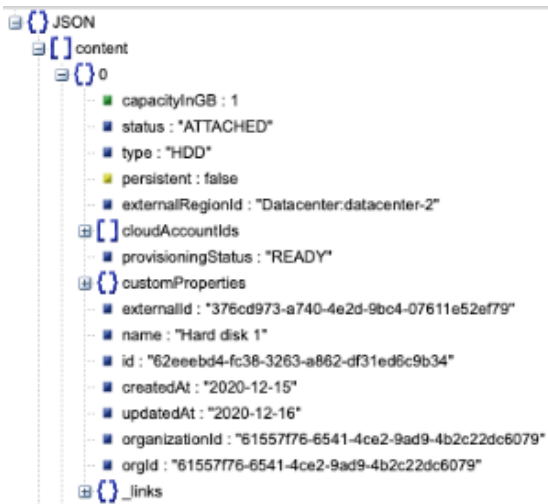 {} JSON
[] content
{} 0
capacityInGB : 1
status : "ATTACHED"
type : "HDD"
persistent : false
externalRegionId : "Datacenter:datacenter-2"
[] cloudAccountIds
provisioningStatus : "READY"
{} customProperties
externalId : "376cd973-a740-4e2d-9bc4-07611e52ef79"
name : "Hard disk 1"
id : "62eeebd4-fc38-3263-a862-df31ed6c9b34"
createdAt : "2020-12-15"
updatedAt : "2020-12-16"
organizationId : "61557f76-6541-4ce2-9ad9-4b2c22dc6079"
orgId : "61557f76-6541-4ce2-9ad9-4b2c22dc6079"
{} _links